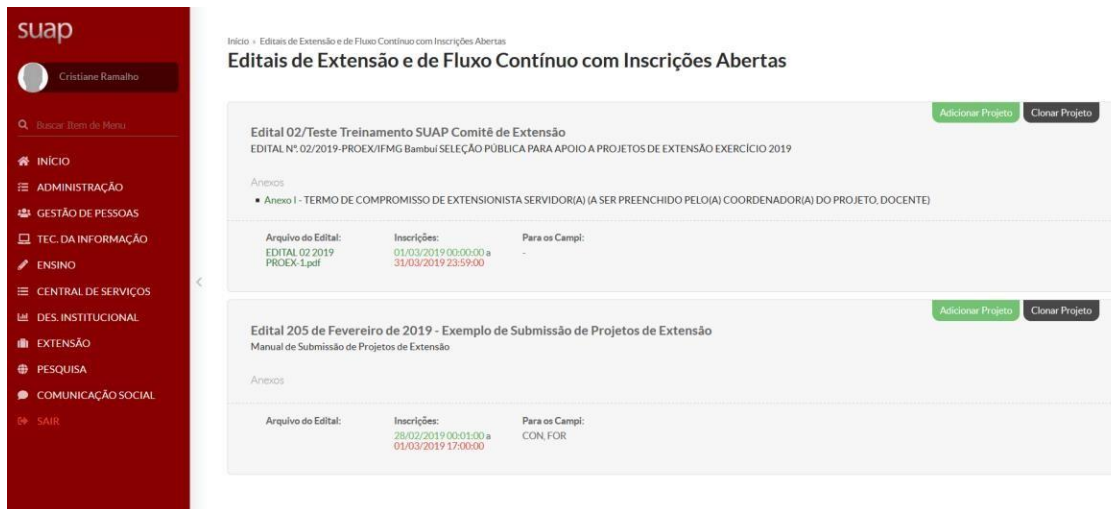 suap
Cristiane Ramalho
Buscar Item de Menu
INÍCIO
ADMINISTRAÇÃO
GESTÃO DE PESSOAS
TEC. DA INFORMAÇÃO
ENSINO
CENTRAL DE SERVIÇOS
DES. INSTITUCIONAL
EXTENSÃO
PESQUISA
COMUNICAÇÃO SOCIAL
SAIR
Início » Editais de Extensão e de Fluxo Contínuo com Inscrições Abertas
Editais de Extensão e de Fluxo Contínuo com Inscrições Abertas
Adicionar Projeto Clonar Projeto
Edital 02/Teste Treinamento SUAP Comitê de Extensão
EDITAL Nº. 02/2019-PROEX/IFMG Bambuí SELEÇÃO PÚBLICA PARA APOIO A PROJETOS DE EXTENSÃO EXERCÍCIO 2019
Anexos
Anexo I - TERMO DE COMPROMISSO DE EXTENSIONISTA SERVIDOR(A) (A SER PREENCHIDO PELO(A) COORDENADOR(A) DO PROJETO, DOCENTE)
Arquivo do Edital: Inscrições: Para os Campi:
EDITAL 02 2019 01/03/2019 00:00:00 a -
PROEX-1.pdf 31/03/2019 23:59:00
Adicionar Projeto Clonar Projeto
Edital 205 de Fevereiro de 2019 - Exemplo de Submissão de Projetos de Extensão
Manual de Submissão de Projetos de Extensão
Anexos
Arquivo do Edital: Inscrições: Para os Campi:
28/02/2019 00:01:00 a CON, FOR
01/03/2019 17:00:00